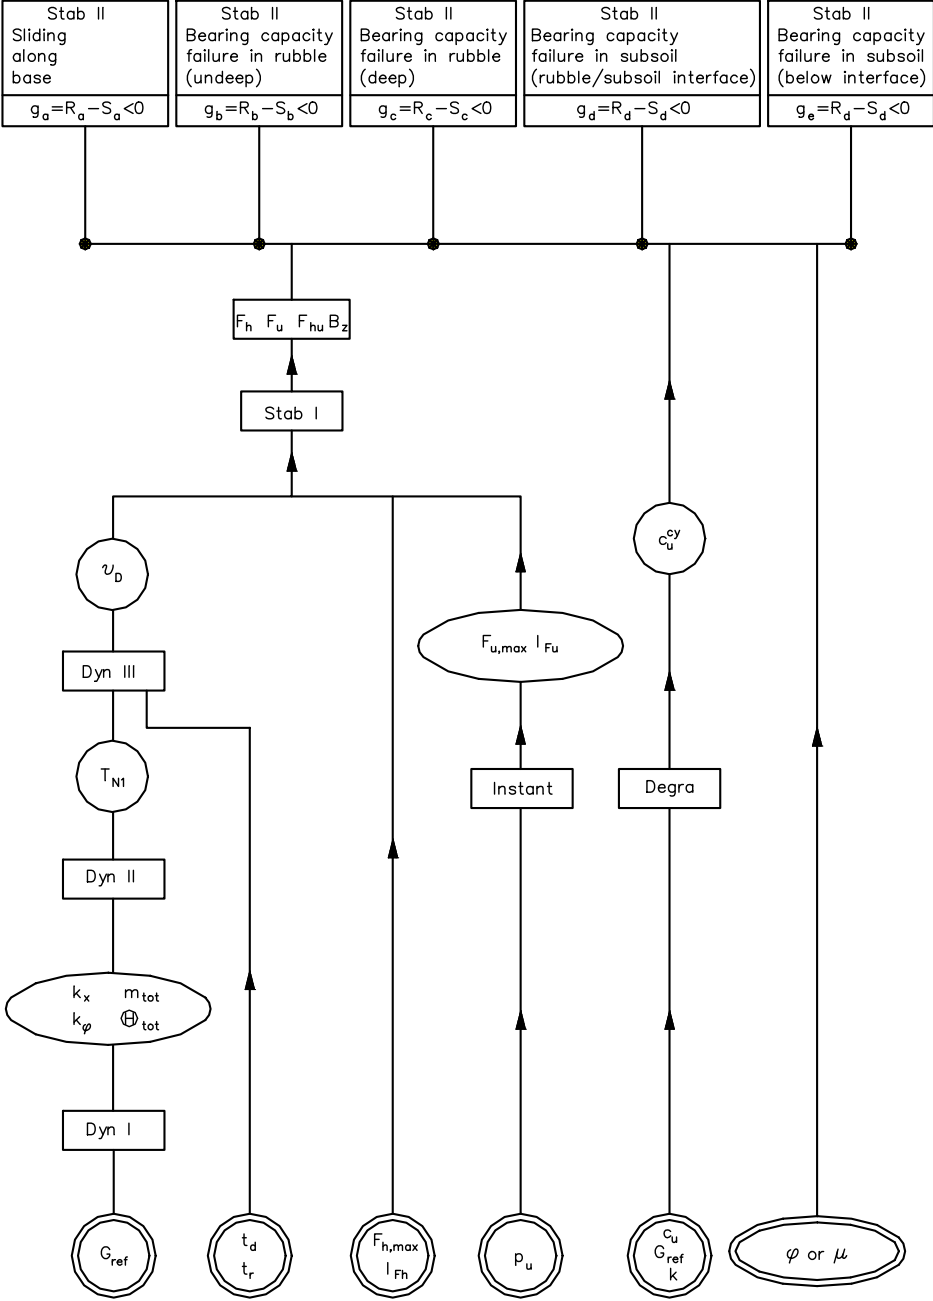 Stab II
Sliding
along
base
g_a=R_a−S_a<0
Stab II
Bearing capacity
failure in rubble
(undeep)
g_b=R_b−S_b<0
Stab II
Bearing capacity
failure in rubble
(deep)
g_c=R_c−S_c<0
Stab II
Bearing capacity
failure in subsoil
(rubble/subsoil interface)
g_d=R_d−S_d<0
Stab II
Bearing capacity
failure in subsoil
(below interface)
g_e=R_d−S_d<0
F_h F_u F_hu B_z
Stab I
c_u^cy
υ_D
F_u,max I_Fu
Dyn III
T_N1
Instant
Degra
Dyn II
k_x m_tot
k_φ Θ_tot
Dyn I
G_ref
t_d
t_r
F_h,max
I_Fh
p_u
c_u
G_ref
k
φ or μ